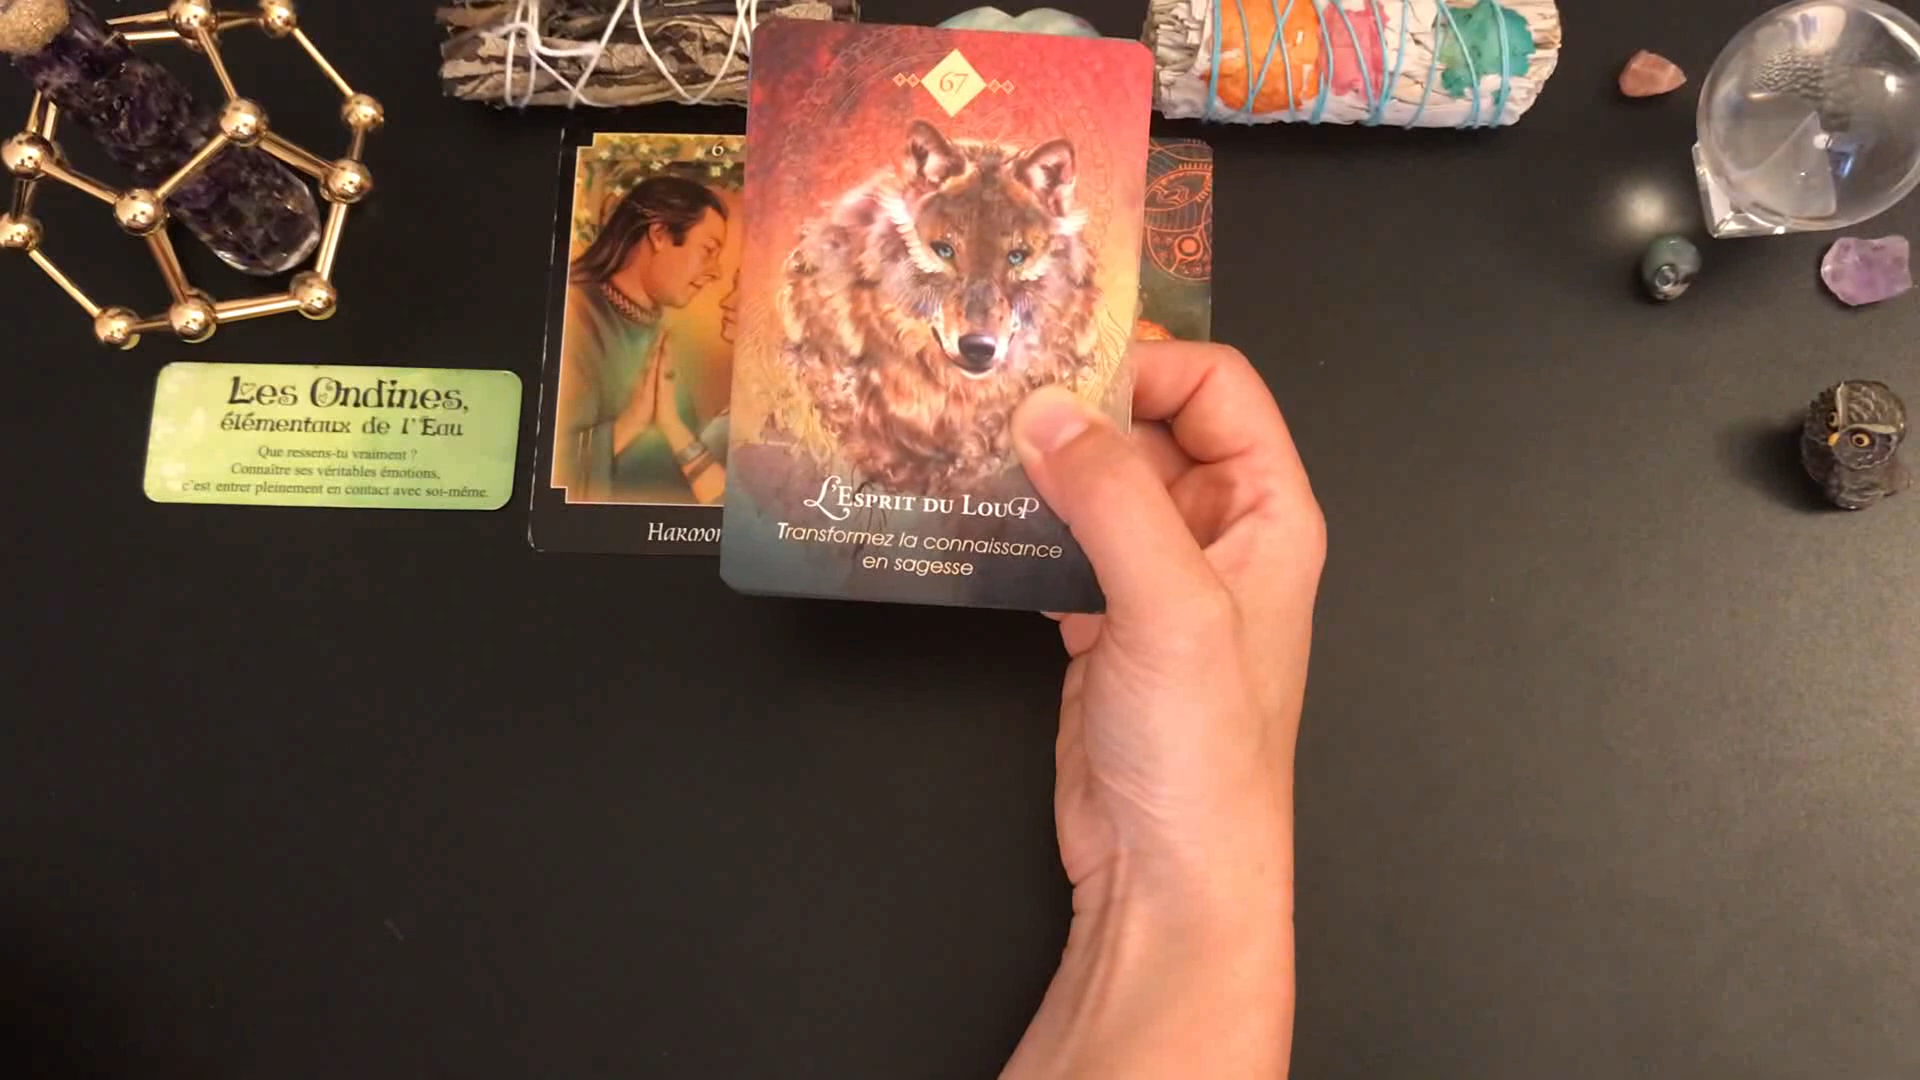 67
6
Les Ondines,
élémentaux de l'Eau
Que ressens-tu vraiment ?
Connaître ses véritables émotions,
c'est entrer pleinement en contact avec soi-même.
Harmon
L'Esprit du Loup
Transformez la connaissance
en sagesse